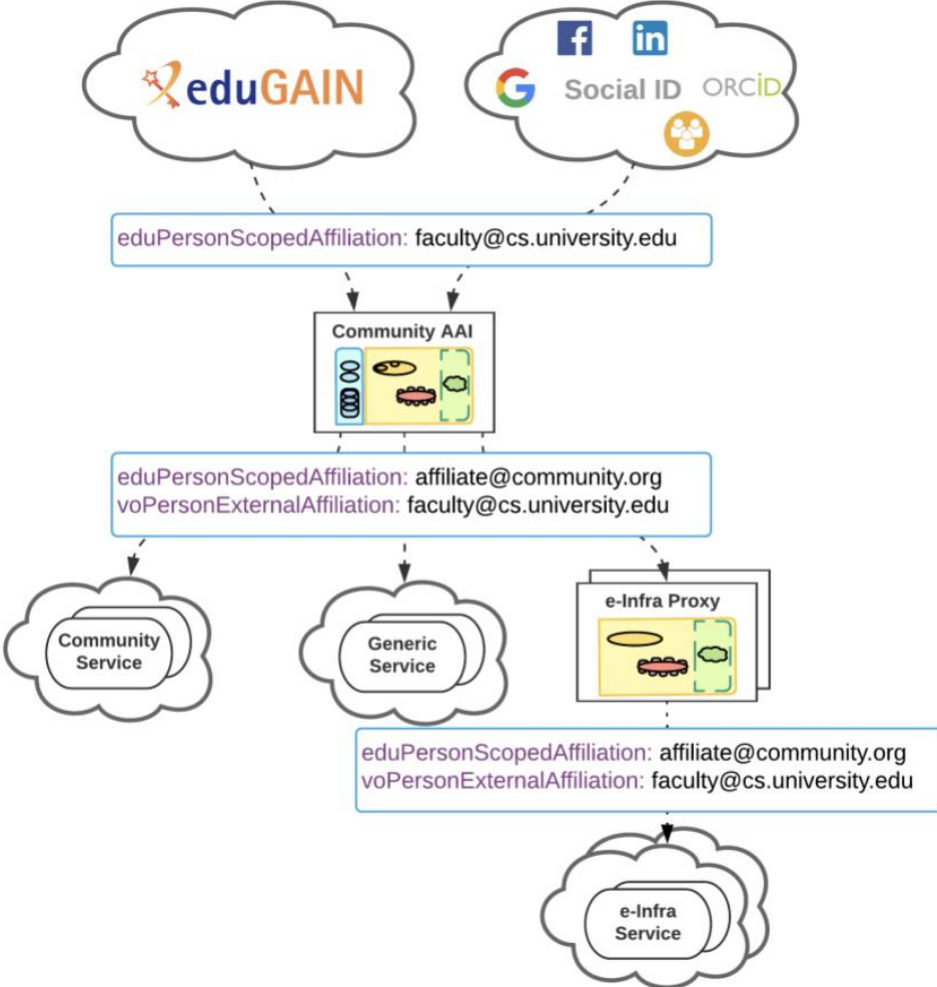 eduGAIN
f in
G Social ID ORCiD
eduPersonScopedAffiliation: faculty@cs.university.edu
Community AAI
eduPersonScopedAffiliation: affiliate@community.org
voPersonExternalAffiliation: faculty@cs.university.edu
Community
Service
Generic
Service
e-Infra Proxy
eduPersonScopedAffiliation: affiliate@community.org
voPersonExternalAffiliation: faculty@cs.university.edu
e-Infra
Service